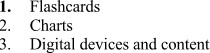 1. Flashcards
2. Charts
3. Digital devices and content